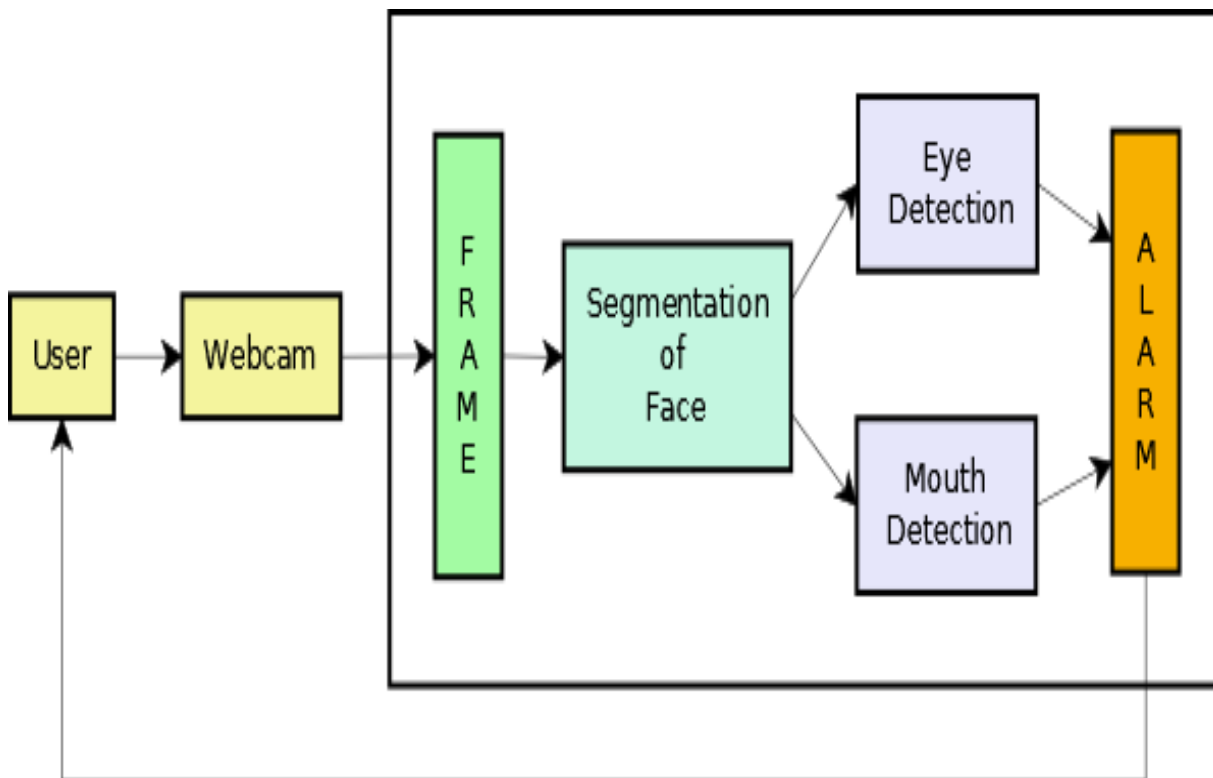 User
Webcam
F
R
A
M
E
Segmentation
of
Face
Eye
Detection
Mouth
Detection
A
L
A
R
M